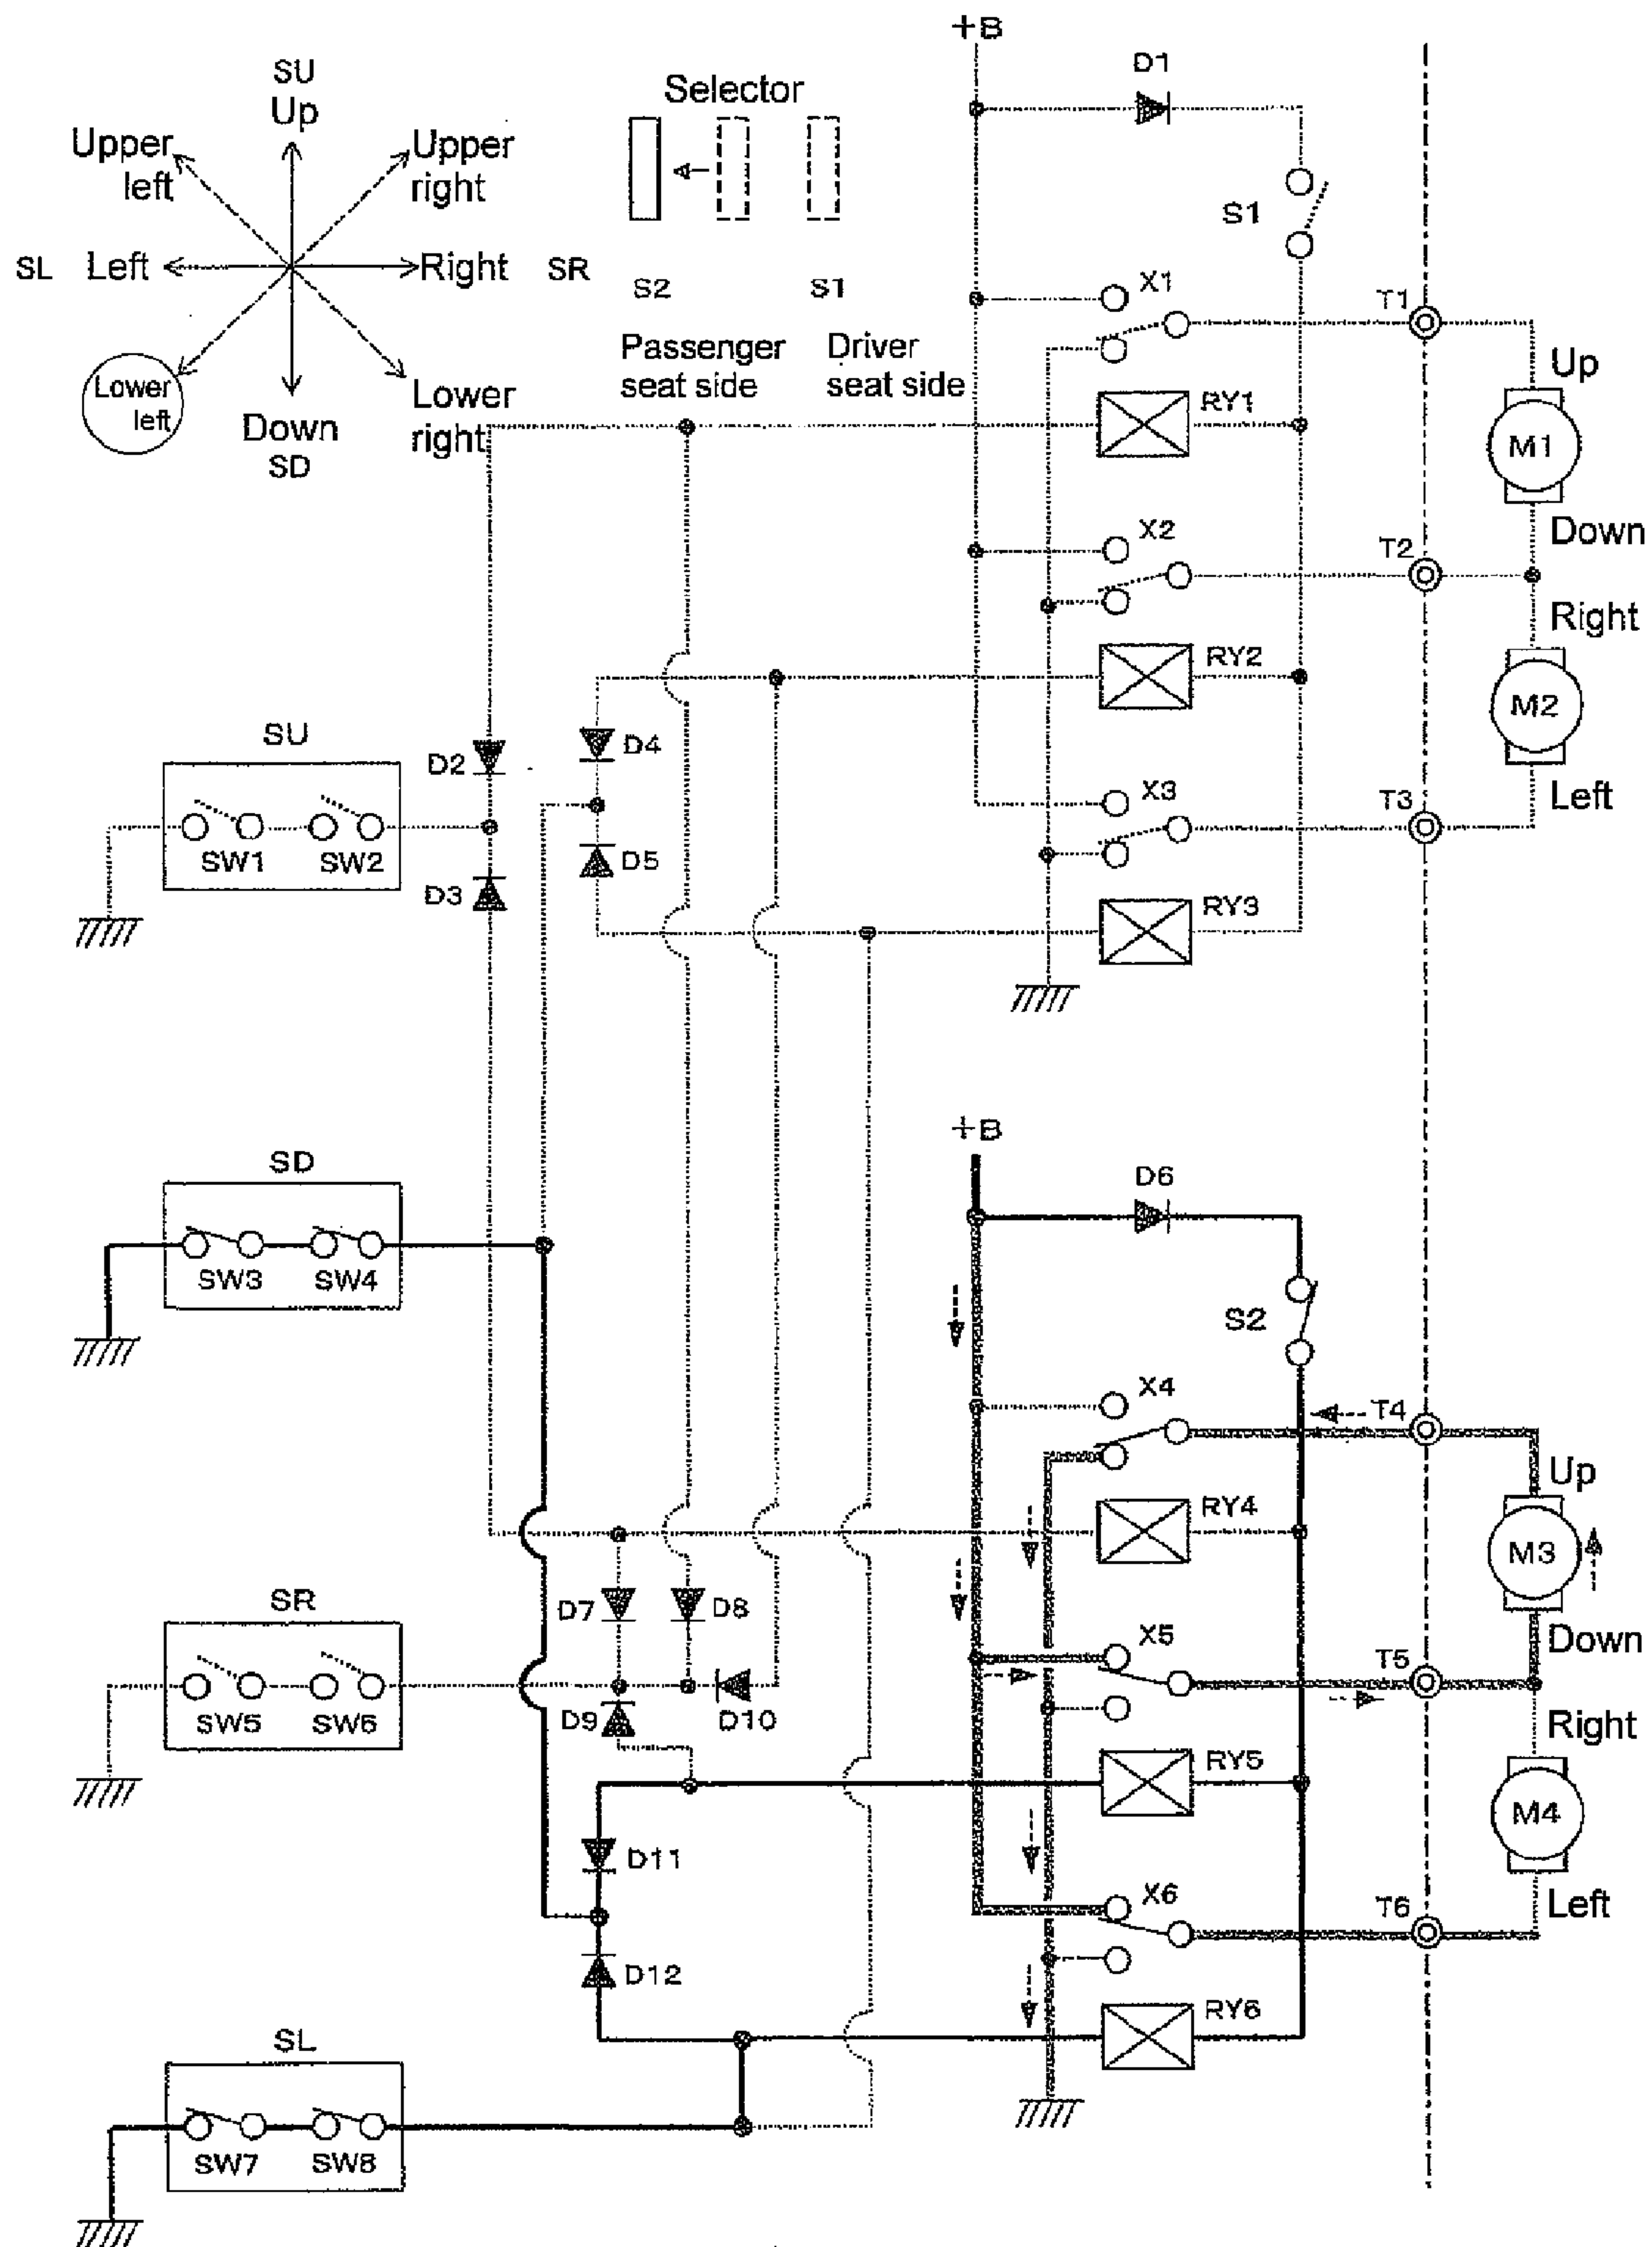 +B
D1
SU
Up
Selector
Upper left
Upper right
S1
SL
Left
Right
SR
S2
S1
X1
T1
Passenger seat side
Driver seat side
Up
Lower left
Lower right
RY1
Down
SD
M1
X2
T2
Down
Right
RY2
M2
SU
D2
D4
X3
T3
Left
SW1
SW2
D5
D3
RY3
+B
SD
D6
SW3
SW4
S2
X4
T4
Up
RY4
M3
SR
D7
D8
X5
Down
T5
SW5
SW6
D9
D10
Right
RY5
M4
D11
X6
T6
Left
D12
RY6
SL
SW7
SW8